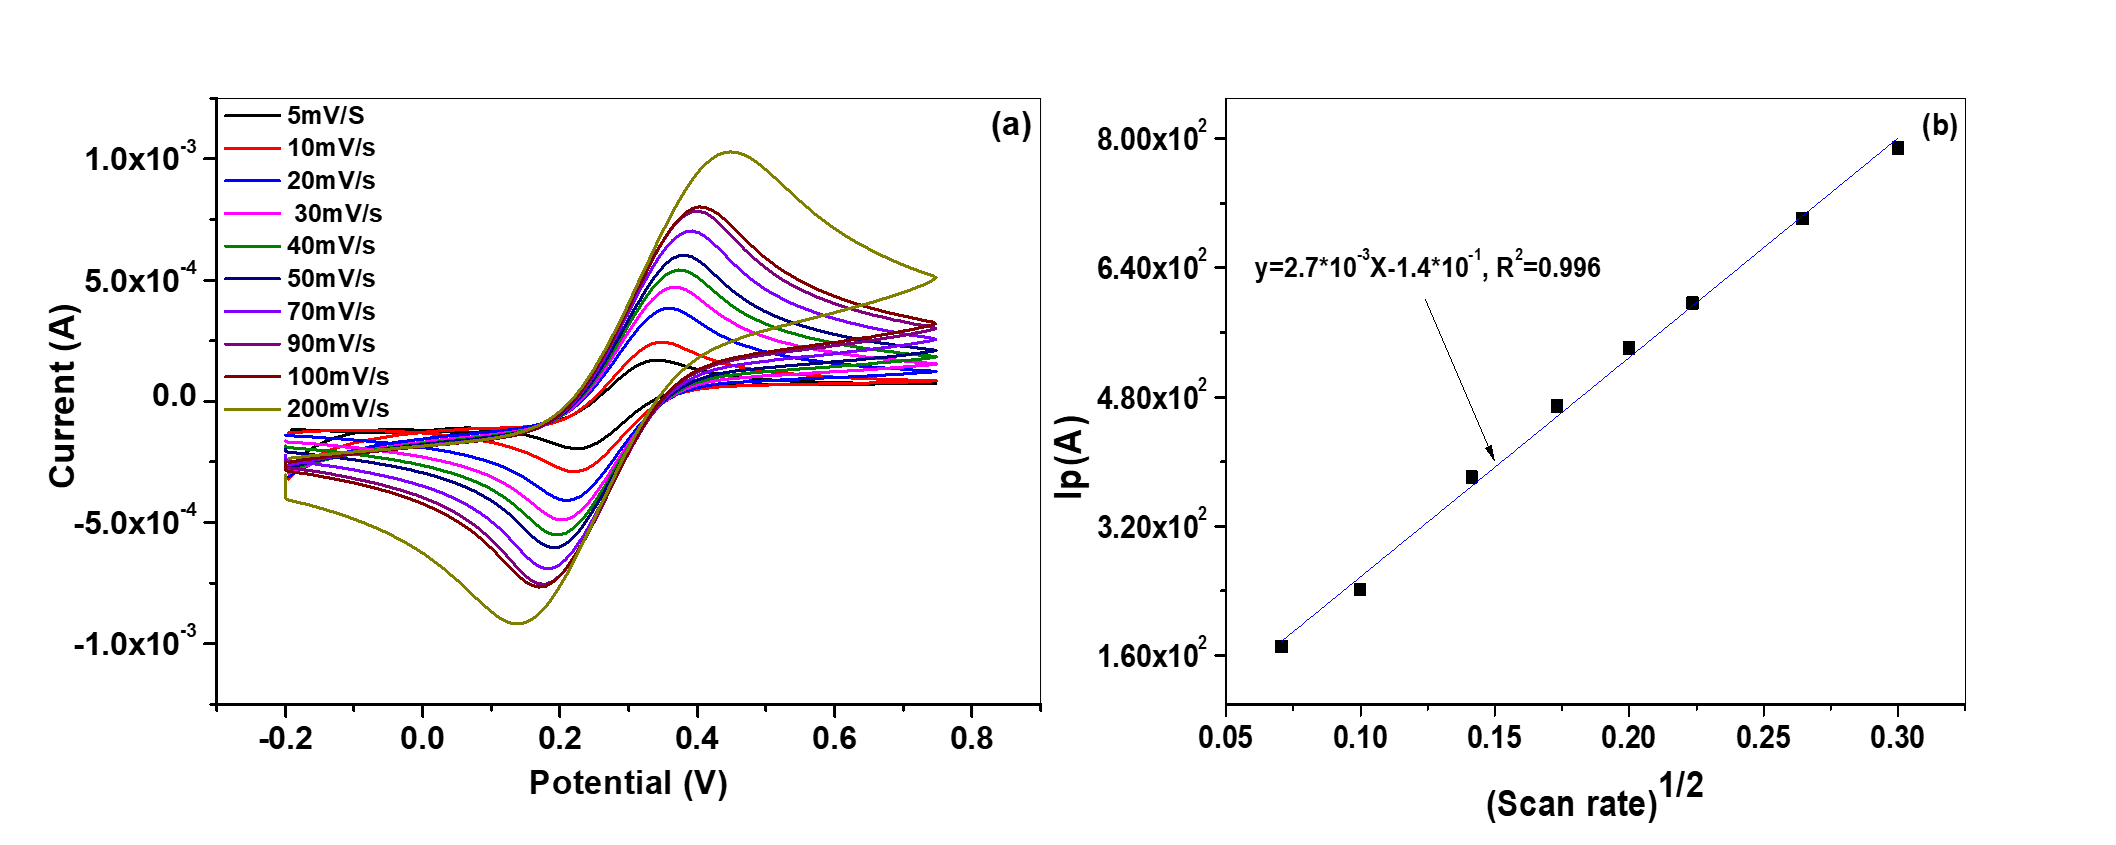 (a)
5mV/S
10mV/s
20mV/s
30mV/s
40mV/s
50mV/s
70mV/s
90mV/s
100mV/s
200mV/s
1.0x10⁻³
5.0x10⁻⁴
0.0
-5.0x10⁻⁴
-1.0x10⁻³
Current (A)
-0.2 0.0 0.2 0.4 0.6 0.8
Potential (V)
(b)
8.00x10²
6.40x10²
4.80x10²
3.20x10²
1.60x10²
Ip(A)
y=2.7*10⁻³X-1.4*10⁻¹, R²=0.996
0.05 0.10 0.15 0.20 0.25 0.30
(Scan rate)^1/2